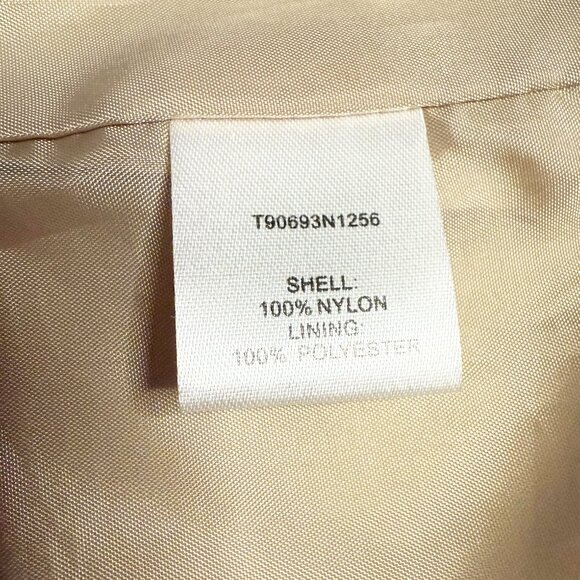 T90693N1256
SHELL:
100% NYLON
LINING:
100% POLYESTER